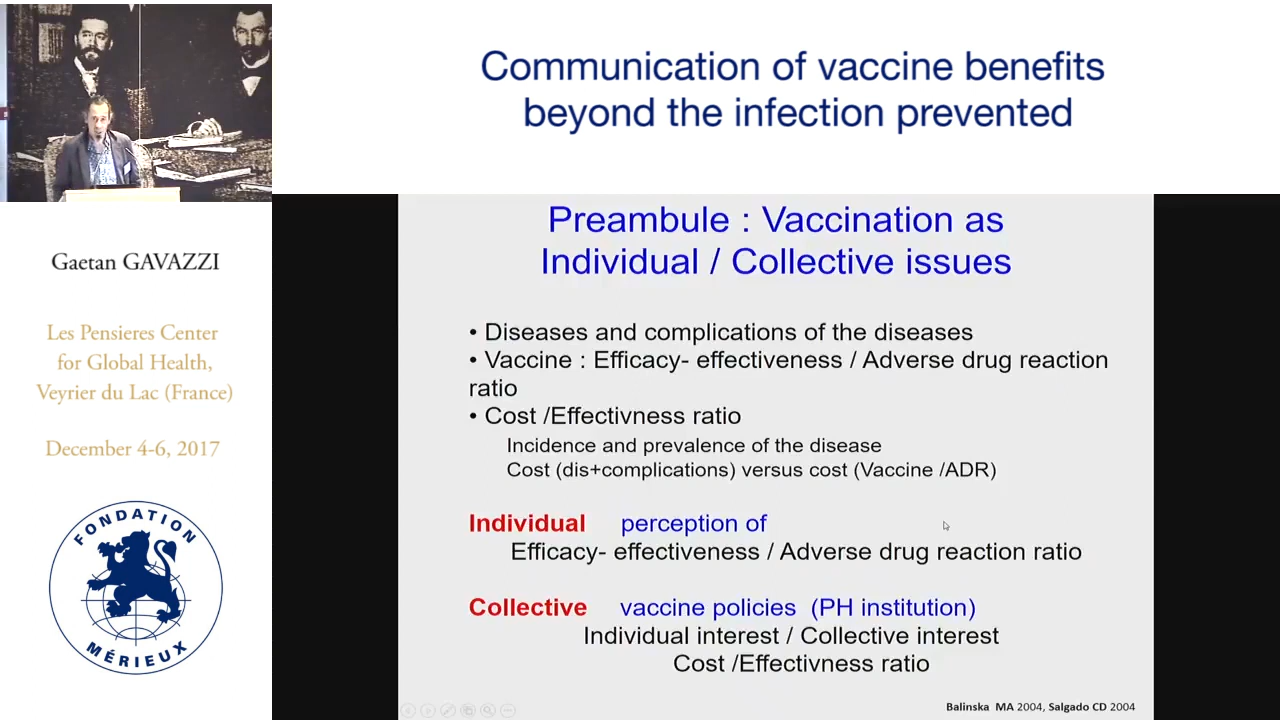 Communication of vaccine benefits
beyond the infection prevented
Gaetan GAVAZZI
Les Pensieres Center
for Global Health,
Veyrier du Lac (France)
December 4-6, 2017
FONDATION
MÉRIEUX
Preambule : Vaccination as
Individual / Collective issues
• Diseases and complications of the diseases
• Vaccine : Efficacy- effectiveness / Adverse drug reaction
ratio
• Cost /Effectivness ratio
Incidence and prevalence of the disease
Cost (dis+complications) versus cost (Vaccine /ADR)
Individual perception of
Efficacy- effectiveness / Adverse drug reaction ratio
Collective vaccine policies (PH institution)
Individual interest / Collective interest
Cost /Effectivness ratio
Balinska MA 2004, Salgado CD 2004